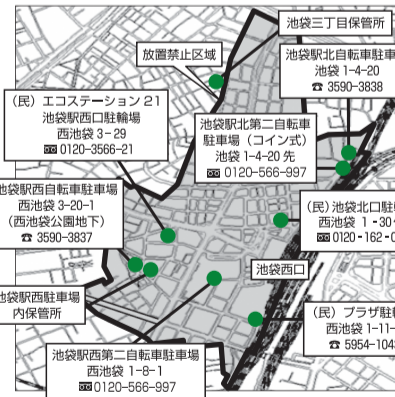 池袋三丁目保管所
放置禁止区域
池袋駅北自転車駐車
池袋 1-4-20
☎ 3590-3838
(民) エコステーション 21
池袋駅西口駐輪場
西池袋 3-29
0120-3566-21
池袋駅北第二自転車
駐車場(コイン式)
池袋 1-4-20 先
0120-566-997
池袋駅西自転車駐車場
西池袋 3-20-1
(西池袋公園地下)
☎ 3590-3837
(民) 池袋北口駐
西池袋 1-30
0120-162-0
池袋西口
池袋駅西駐車場
内保管所
(民) プラザ駐
西池袋 1-11-
☎ 5954-104
池袋駅西第二自転車駐車場
西池袋 1-8-1
0120-566-997